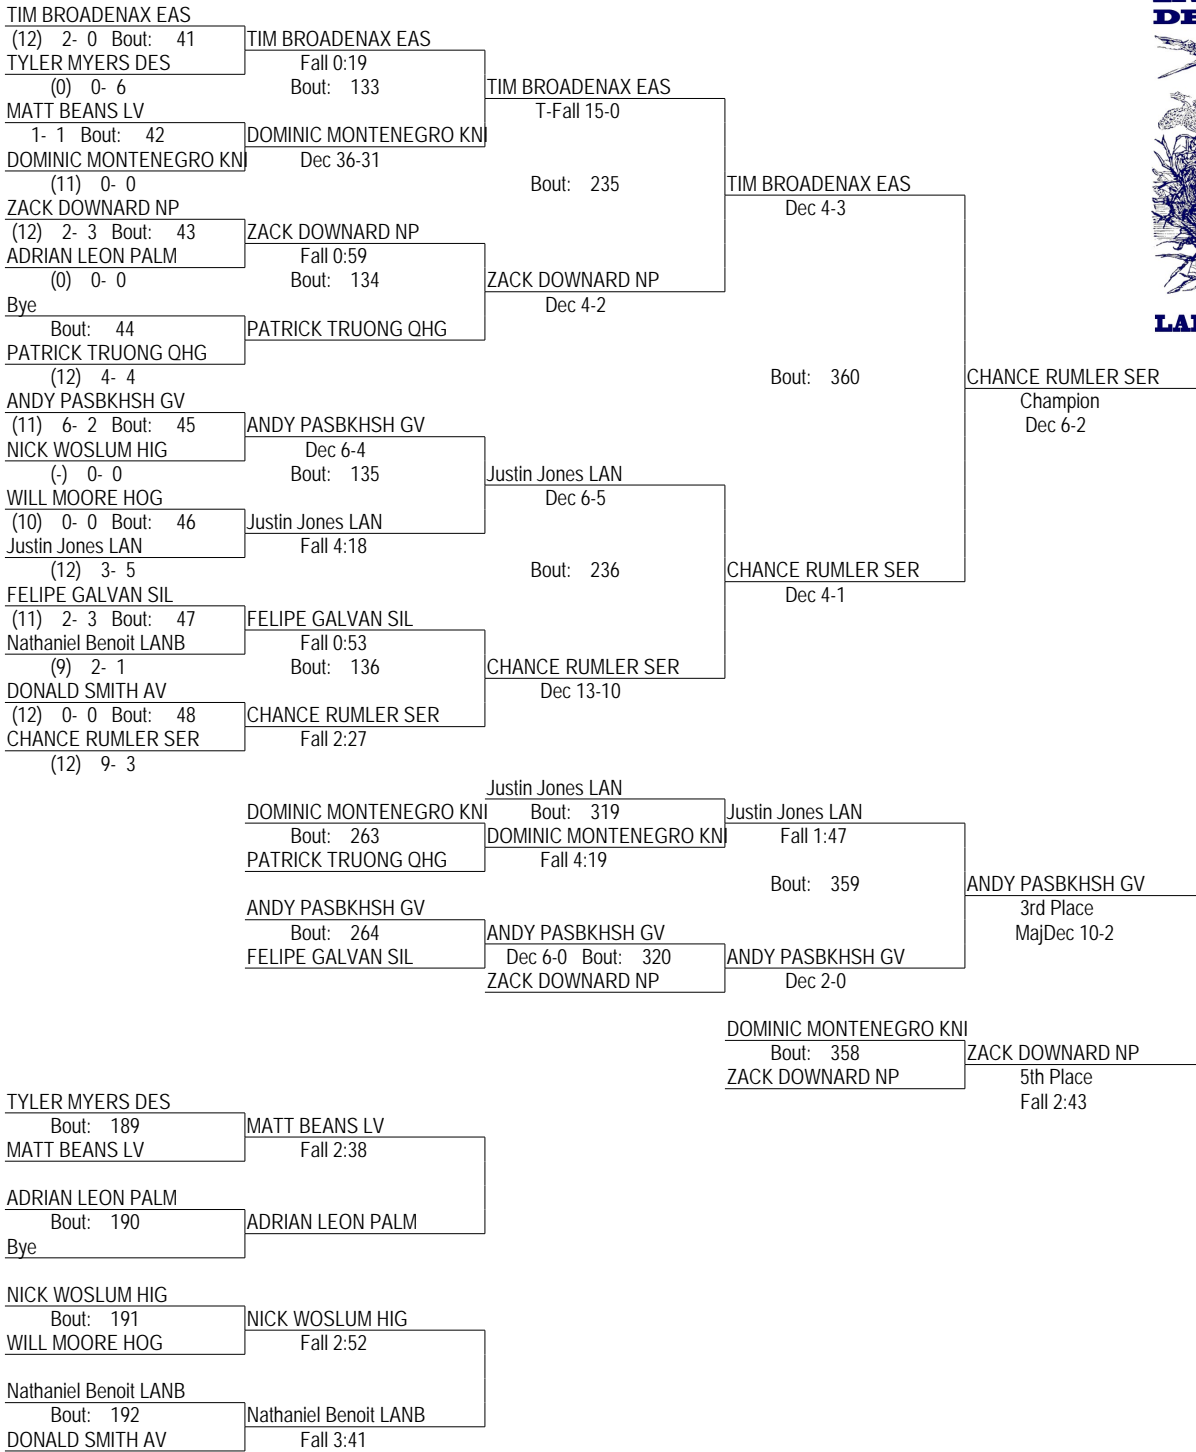 TIM BROADENAX EAS
(12) 2- 0 Bout: 41
TIM BROADENAX EAS
TYLER MYERS DES
Fall 0:19
(0) 0- 6
Bout: 133
TIM BROADENAX EAS
MATT BEANS LV
T-Fall 15-0
1- 1 Bout: 42
DOMINIC MONTENEGRO KNI
DOMINIC MONTENEGRO KNI
Dec 36-31
(11) 0- 0
Bout: 235
TIM BROADENAX EAS
ZACK DOWNARD NP
Dec 4-3
(12) 2- 3 Bout: 43
ZACK DOWNARD NP
ADRIAN LEON PALM
Fall 0:59
(0) 0- 0
Bout: 134
ZACK DOWNARD NP
Bye
Dec 4-2
Bout: 44
PATRICK TRUONG QHG
PATRICK TRUONG QHG
(12) 4- 4
Bout: 360
CHANCE RUMLER SER
ANDY PASBKHSH GV
Champion
(11) 6- 2 Bout: 45
ANDY PASBKHSH GV
Dec 6-2
NICK WOSLUM HIG
Dec 6-4
(-) 0- 0
Bout: 135
Justin Jones LAN
WILL MOORE HOG
Dec 6-5
(10) 0- 0 Bout: 46
Justin Jones LAN
Justin Jones LAN
Fall 4:18
(12) 3- 5
Bout: 236
CHANCE RUMLER SER
FELIPE GALVAN SIL
Dec 4-1
(11) 2- 3 Bout: 47
FELIPE GALVAN SIL
Nathaniel Benoit LANB
Fall 0:53
(9) 2- 1
Bout: 136
CHANCE RUMLER SER
DONALD SMITH AV
Dec 13-10
(12) 0- 0 Bout: 48
CHANCE RUMLER SER
CHANCE RUMLER SER
Fall 2:27
(12) 9- 3
Justin Jones LAN
DOMINIC MONTENEGRO KNI
Bout: 319
Justin Jones LAN
Bout: 263
DOMINIC MONTENEGRO KNI
Fall 1:47
PATRICK TRUONG QHG
Fall 4:19
Bout: 359
ANDY PASBKHSH GV
ANDY PASBKHSH GV
3rd Place
Bout: 264
ANDY PASBKHSH GV
MajDec 10-2
FELIPE GALVAN SIL
Dec 6-0 Bout: 320
ANDY PASBKHSH GV
ZACK DOWNARD NP
Dec 2-0
DOMINIC MONTENEGRO KNI
Bout: 358
ZACK DOWNARD NP
ZACK DOWNARD NP
5th Place
Fall 2:43
TYLER MYERS DES
Bout: 189
MATT BEANS LV
MATT BEANS LV
Fall 2:38
ADRIAN LEON PALM
Bout: 190
ADRIAN LEON PALM
Bye
NICK WOSLUM HIG
Bout: 191
NICK WOSLUM HIG
WILL MOORE HOG
Fall 2:52
Nathaniel Benoit LANB
Bout: 192
Nathaniel Benoit LANB
DONALD SMITH AV
Fall 3:41